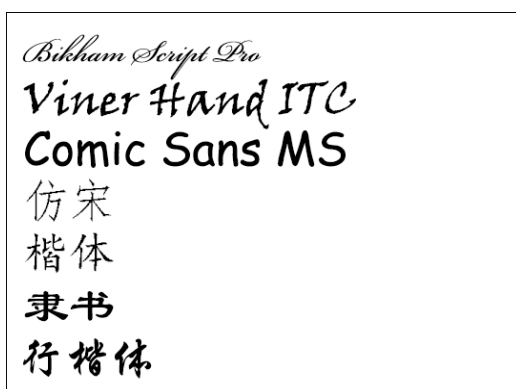 Bikham Script Pro
Viner Hand ITC
Comic Sans MS
仿宋
楷体
隶书
行楷体